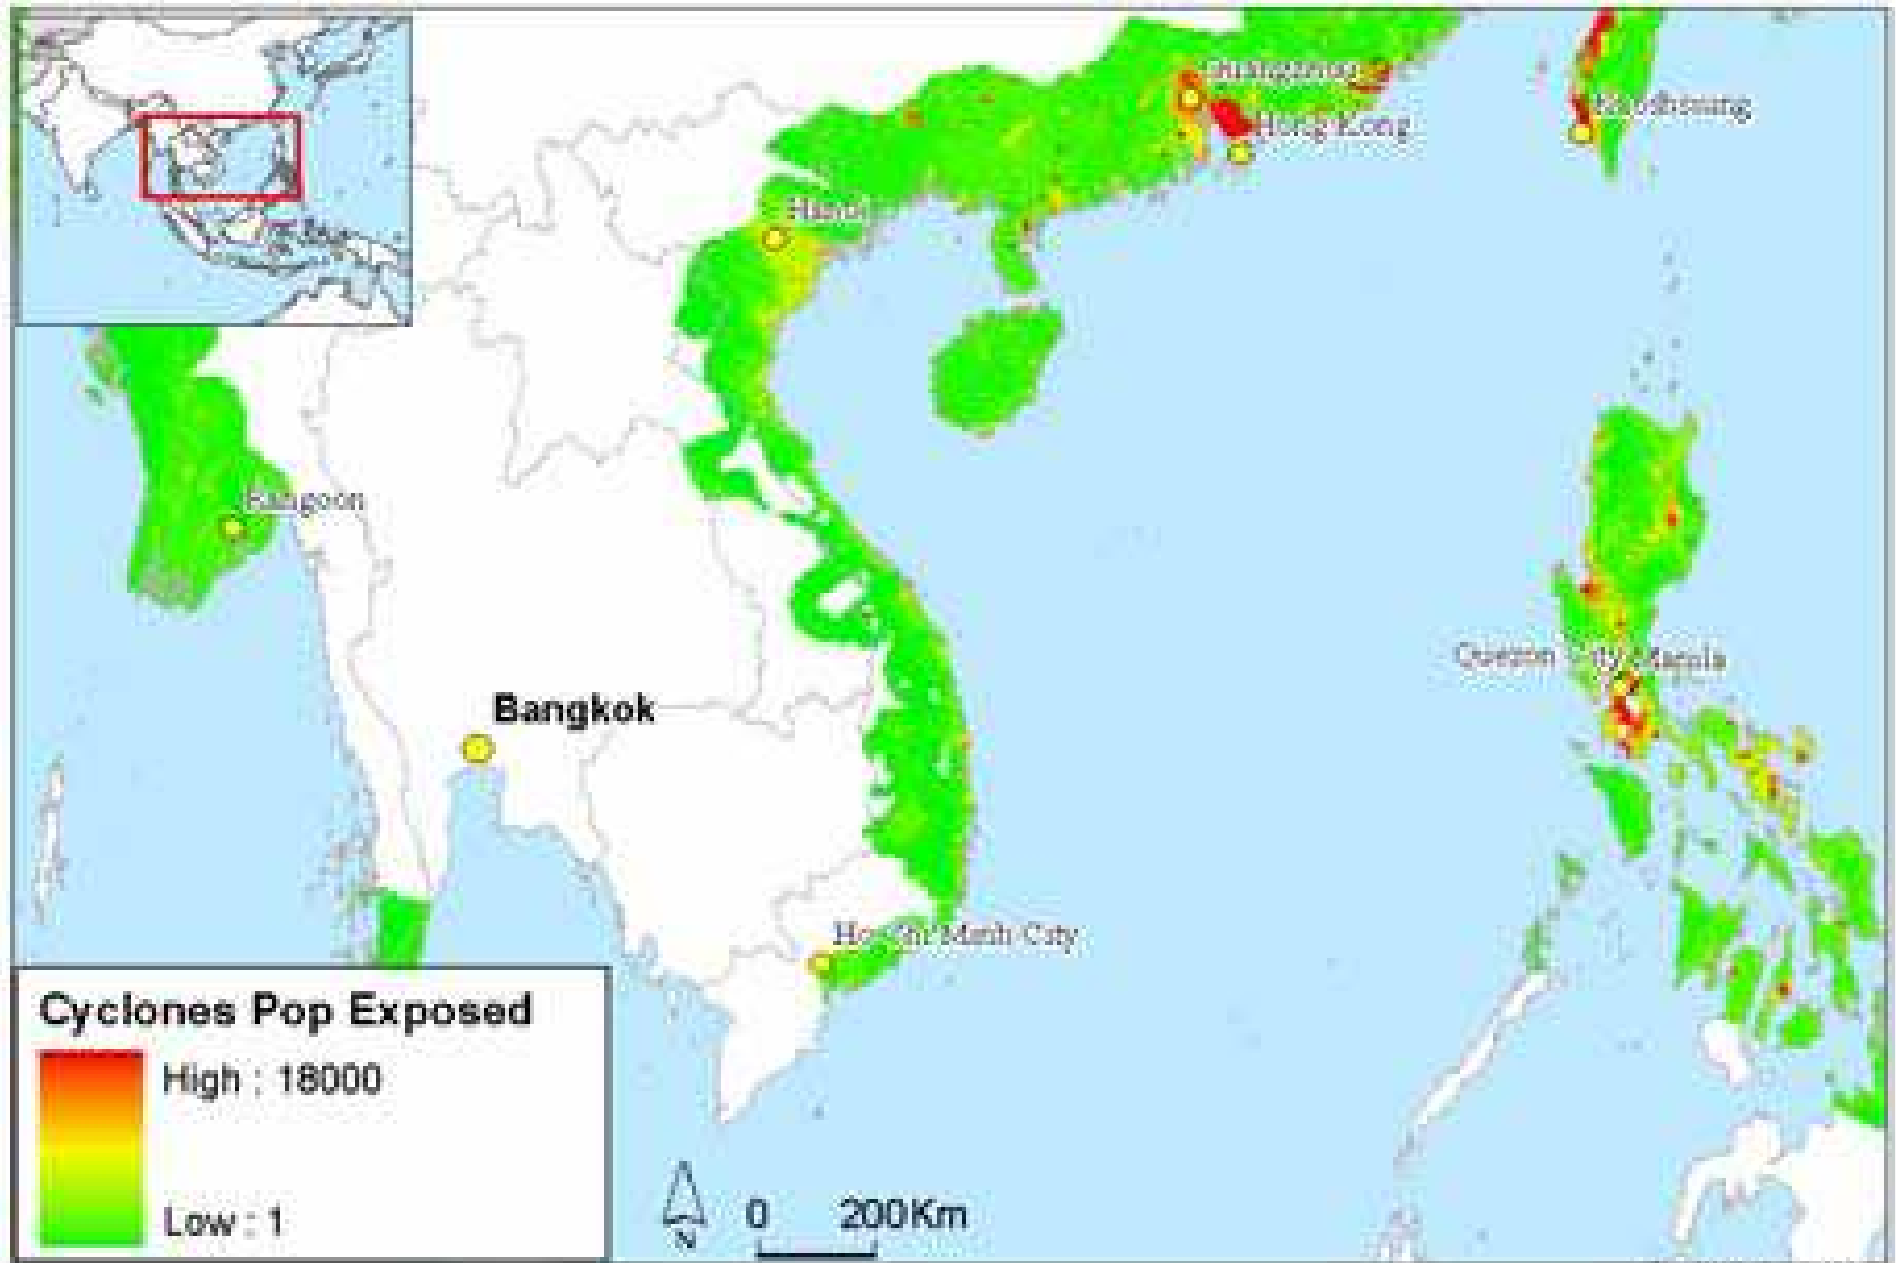 Hanoi
Hong Kong
Rangoon
Quezon City Manila
Bangkok
Ho Chi Minh City
Cyclones Pop Exposed
High : 18000
Low : 1
N
0 200Km